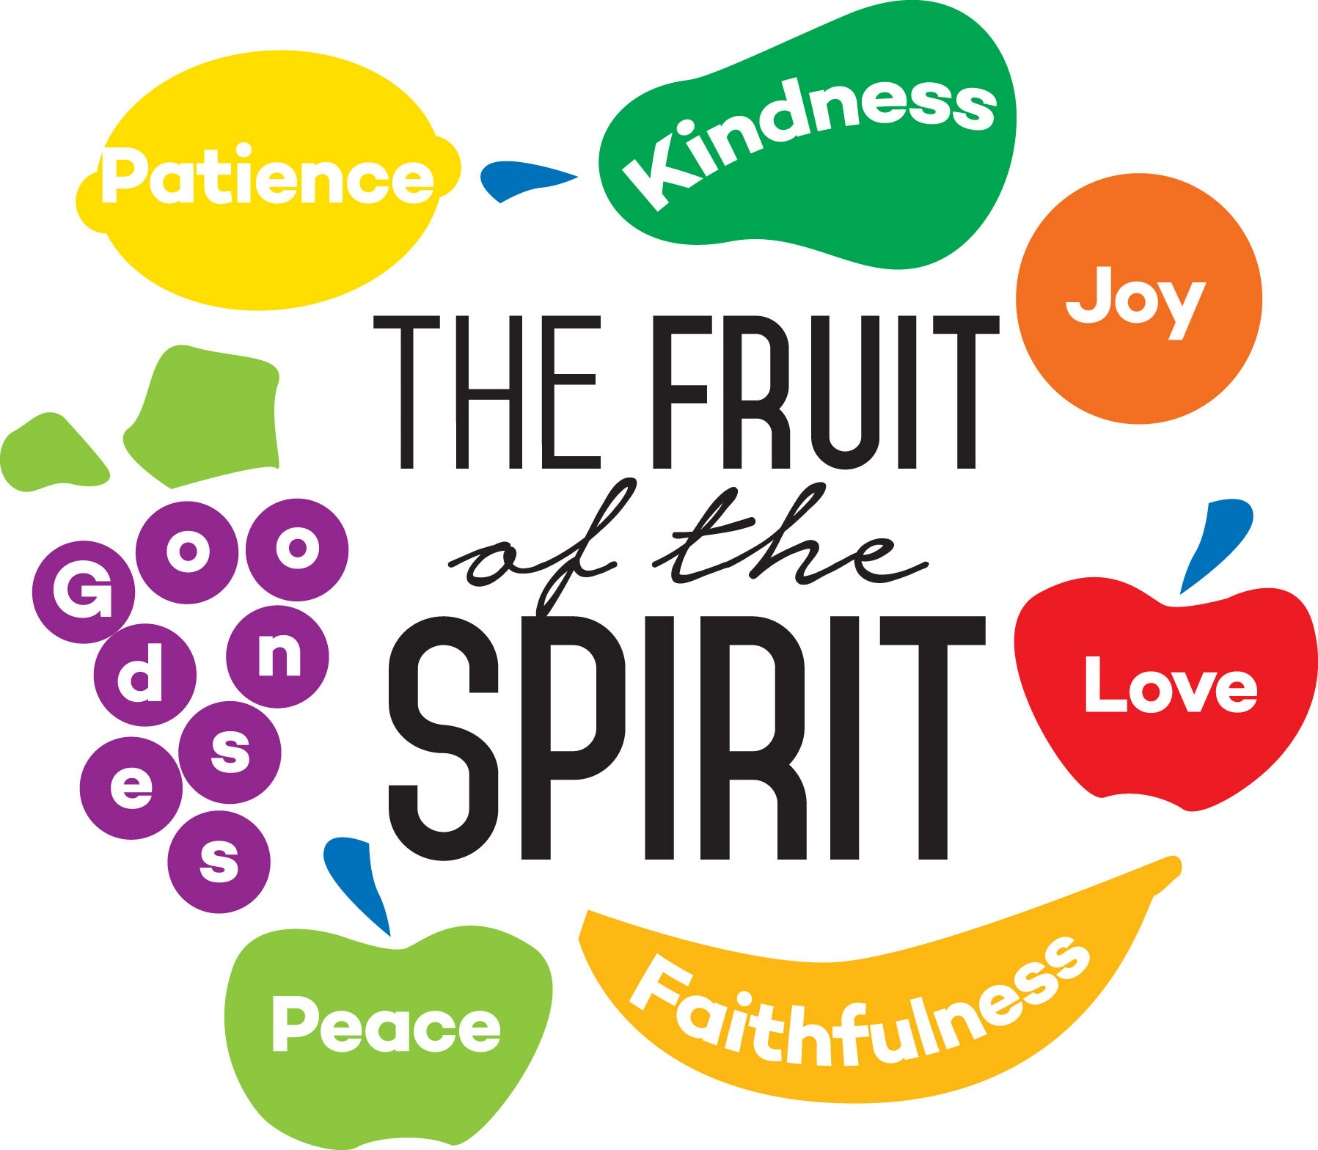 Patience
Kindness
Joy
THE FRUIT
of the
SPIRIT
Goodness
Love
Peace
Faithfulness